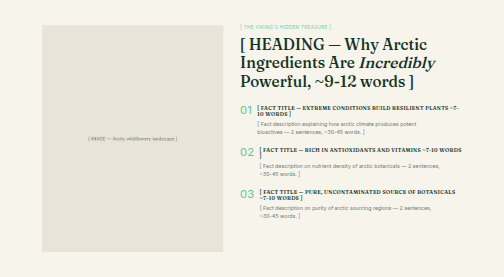 [ IMAGE — Arctic wildflowers landscape ]
[ THE VIKING'S HIDDEN TREASURE ]
[ HEADING — Why Arctic
Ingredients Are Incredibly
Powerful, ~9-12 words ]
01
[ FACT TITLE — EXTREME CONDITIONS BUILD RESILIENT PLANTS ~7-
10 WORDS ]
[ Fact description explaining how arctic climate produces potent
bioactives — 2 sentences, ~30-45 words. ]
02
[ FACT TITLE — RICH IN ANTIOXIDANTS AND VITAMINS ~7-10 WORDS
]
[ Fact description on nutrient density of arctic botanicals — 2 sentences,
~30-45 words. ]
03
[ FACT TITLE — PURE, UNCONTAMINATED SOURCE OF BOTANICALS
~7-10 WORDS ]
[ Fact description on purity of arctic sourcing regions — 2 sentences,
~30-45 words. ]